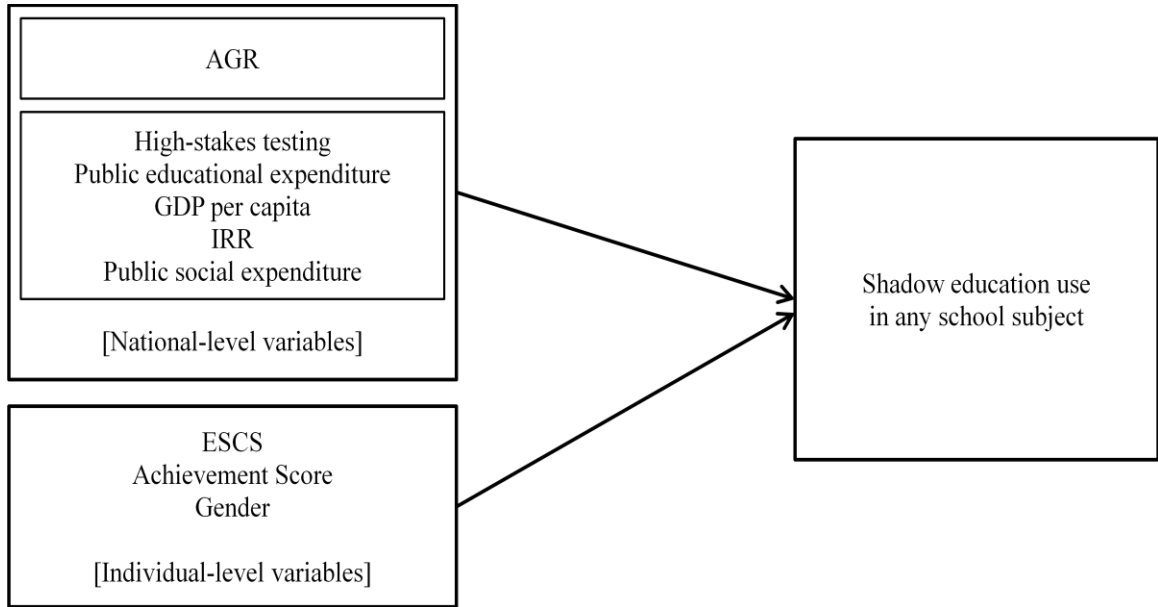 AGR
High-stakes testing
Public educational expenditure
GDP per capita
IRR
Public social expenditure
[National-level variables]
ESCS
Achievement Score
Gender
[Individual-level variables]
Shadow education use
in any school subject